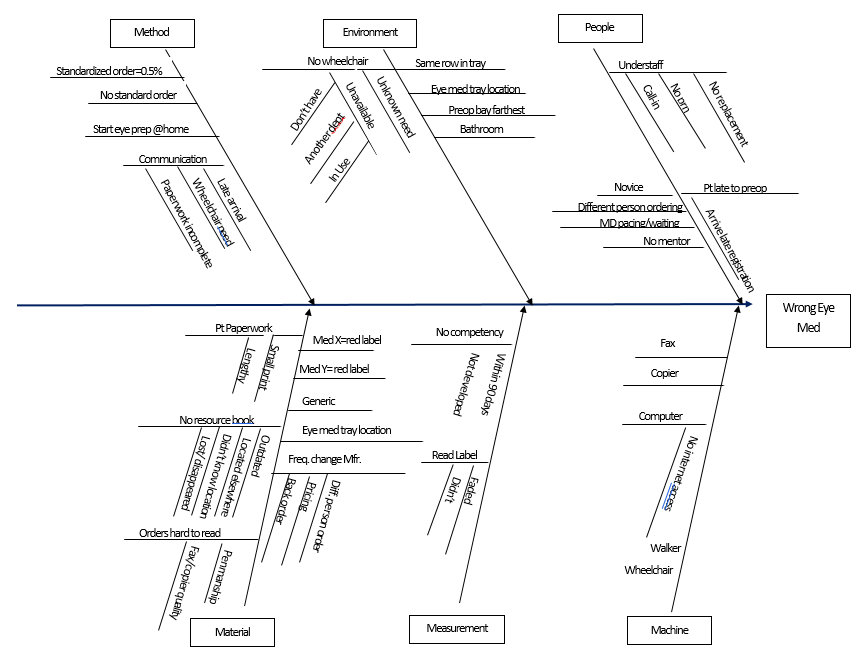 Method
Environment
People
Standardized order=0.5%
No standard order
Start eye prep @home
Communication
Late arrival
Wheelchair need
Paperwork incomplete
No wheelchair
Don't have
Another dept
In Use
Unavailable
Unknown need
Same row in tray
Eye med tray location
Preop bay farthest
Bathroom
Understaff
Call-in
No prn
No replacement
Novice
Different person ordering
MD pacing/waiting
No mentor
Pt late to preop
Arrive late registration
Wrong Eye
Med
Pt Paperwork
Lengthy
Small print
Med X=red label
Med Y= red label
Generic
Eye med tray location
Freq. change Mfr.
Back order
Pricing
Diff. person order
No resource book
Lost/ disappeared
Didn't know location
Located elsewhere
Outdated
Orders hard to read
Fax/copier quality
Penmanship
No competency
Not developed
Within 90 days
Read Label
Didn't
Faded
Fax
Copier
Computer
No internet access
Walker
Wheelchair
Material
Measurement
Machine